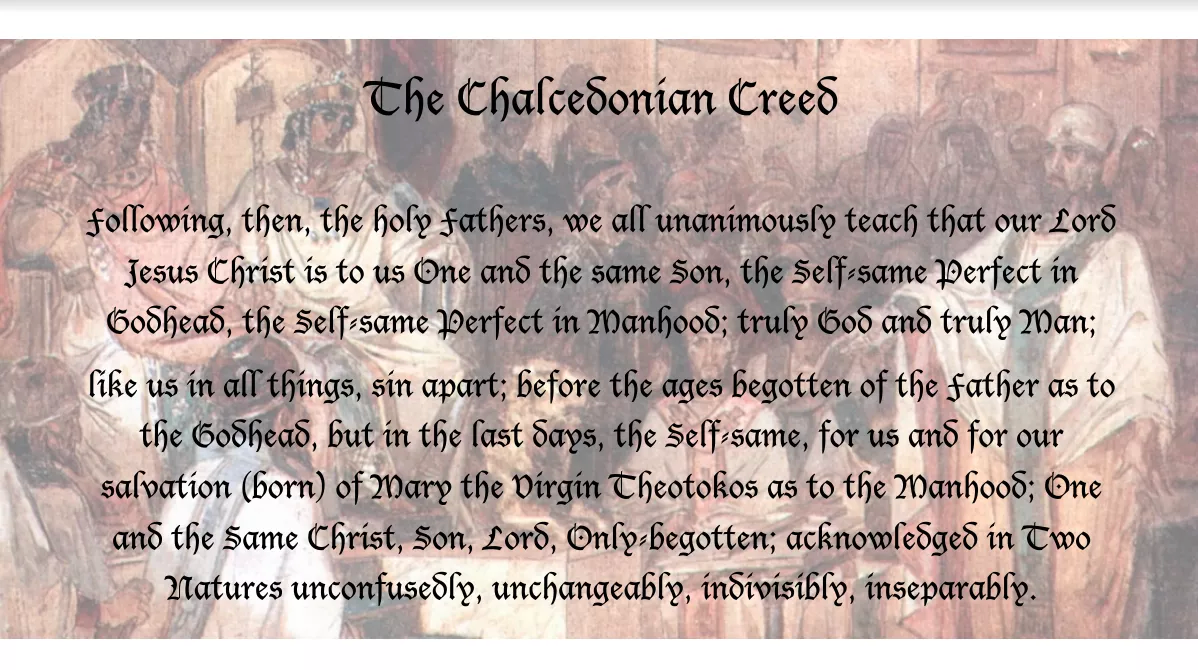 The Chalcedonian Creed
Following, then, the holy Fathers, we all unanimously teach that our Lord
Jesus Christ is to us One and the same Son, the Self-same Perfect in
Godhead, the Self-same Perfect in Manhood; truly God and truly Man;
like us in all things, sin apart; before the ages begotten of the Father as to
the Godhead, but in the last days, the Self-same, for us and for our
salvation (born) of Mary the Virgin Theotokos as to the Manhood; One
and the Same Christ, Son, Lord, Only-begotten; acknowledged in Two
Natures unconfusedly, unchangeably, indivisibly, inseparably.